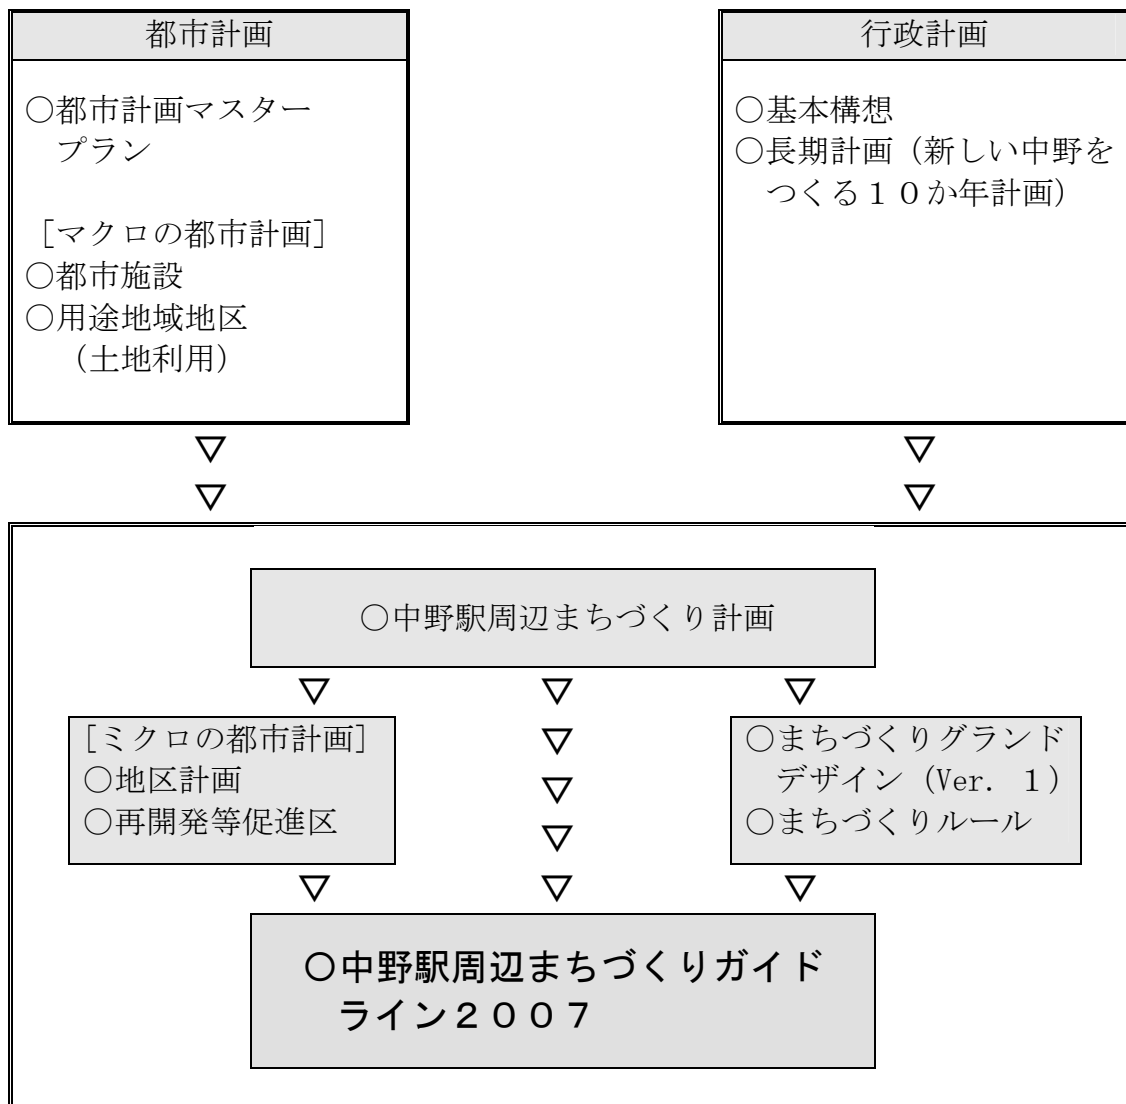 都市計画
○都市計画マスター
プラン
［マクロの都市計画］
○都市施設
○用途地域地区
（土地利用）
行政計画
○基本構想
○長期計画（新しい中野を
つくる１０か年計画）
▽ ▽
▽ ▽
○中野駅周辺まちづくり計画
▽ ▽ ▽
［ミクロの都市計画］
○地区計画
○再開発等促進区
▽
▽
▽
○まちづくりグランド
デザイン（Ver. １）
○まちづくりルール
▽ ▽ ▽
○中野駅周辺まちづくりガイド
ライン２００７